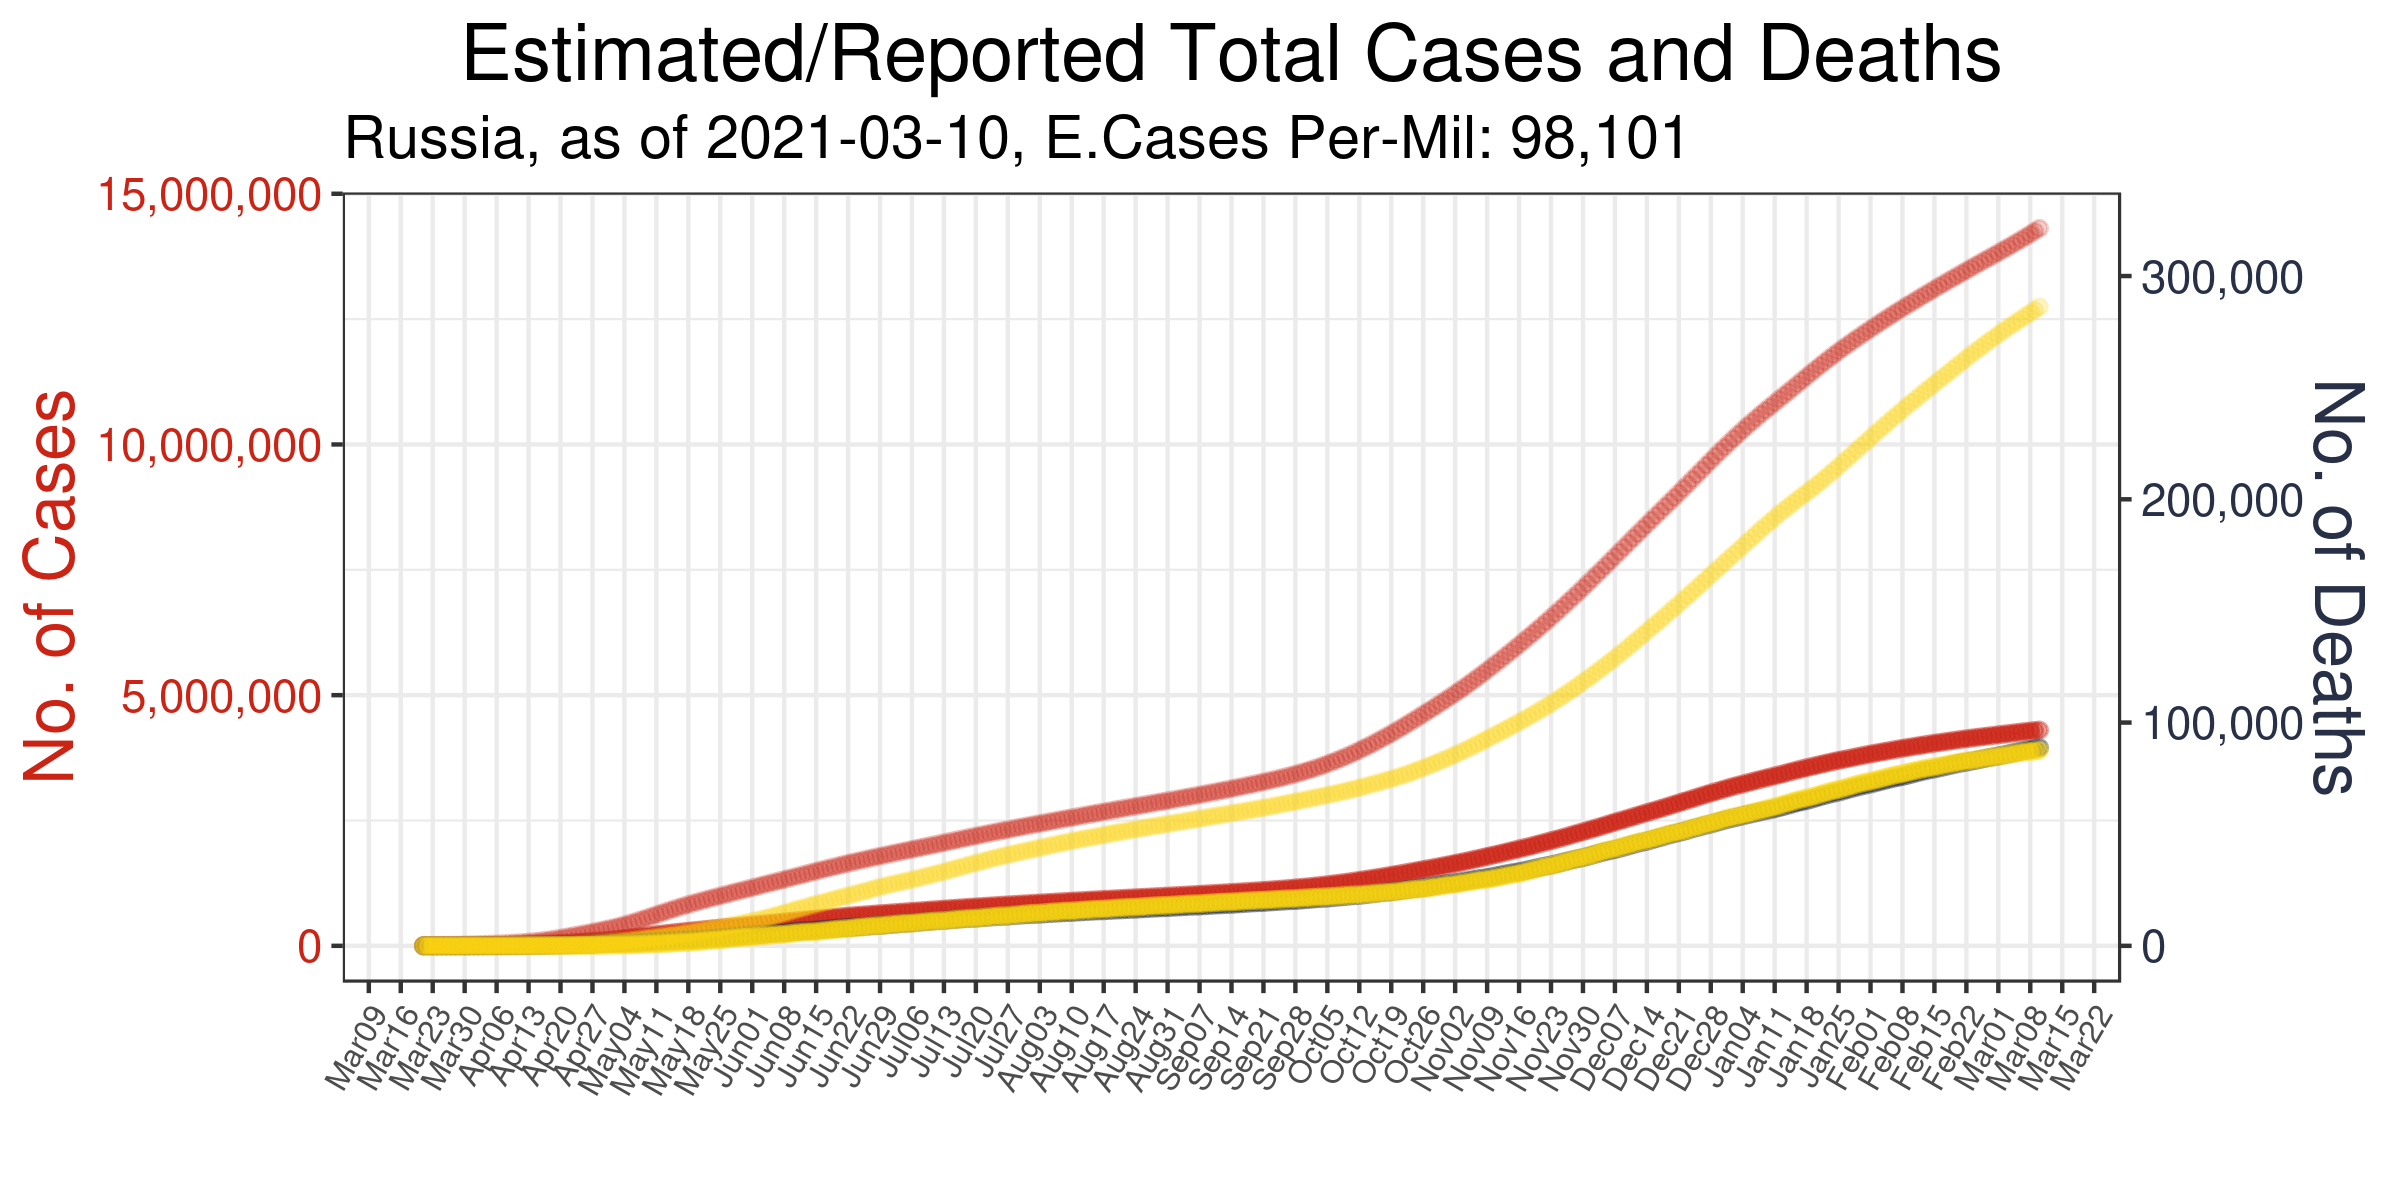 Estimated/Reported Total Cases and Deaths
Russia, as of 2021-03-10, E.Cases Per-Mil: 98,101
No. of Cases
15,000,000
10,000,000
5,000,000
0
300,000
200,000
100,000
0
No. of Deaths
Mar09
Mar16
Mar23
Mar30
Apr06
Apr13
Apr20
Apr27
May04
May11
May18
May25
Jun01
Jun08
Jun15
Jun22
Jun29
Jul06
Jul13
Jul20
Jul27
Aug03
Aug10
Aug17
Aug24
Aug31
Sep07
Sep14
Sep21
Sep28
Oct05
Oct12
Oct19
Oct26
Nov02
Nov09
Nov16
Nov23
Nov30
Dec07
Dec14
Dec21
Dec28
Jan04
Jan11
Jan18
Jan25
Feb01
Feb08
Feb15
Feb22
Mar01
Mar08
Mar15
Mar22